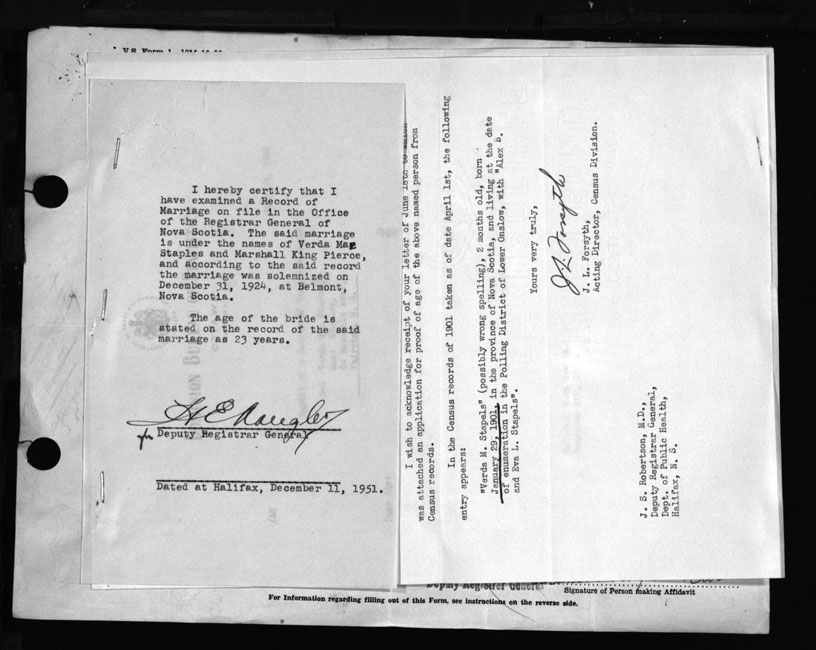 V.S. Form 1
I hereby certify that I
have examined a Record of
Marriage on file in the Office
of the Registrar General of
Nova Scotia. The said marriage
is under the names of Verda Mae
Staples and Marshall King Pierce,
and according to the said record
the marriage was solemnized on
December 31, 1924, at Belmont,
Nova Scotia.
The age of the bride is
stated on the record of the said
marriage as 23 years.
for Deputy Registrar General
Dated at Halifax, December 11, 1951.
I wish to acknowledge receipt of your letter of June 18th to which
was attached an application for proof of age of the above named person from
Census records.
In the Census records of 1901 taken as of date April 1st, the following
entry appears:
"Verda M. Stapels" (possibly wrong spelling), 2 months old, born
January 29, 1901, in the province of Nova Scotia, and living at the date
of enumeration in the Polling District of Lower Onslow, with "Alex D.
and Eva L. Stapels".
Yours very truly,
J. L. Forsyth
J. L. Forsyth,
Acting Director, Census Division.
J. S. Robertson, M.D.,
Deputy Registrar General,
Dept. of Public Health,
Halifax, N. S.
Deputy Registrar General
Signature of Person making Affidavit
For Information regarding filling out of this Form, see instructions on the reverse side.